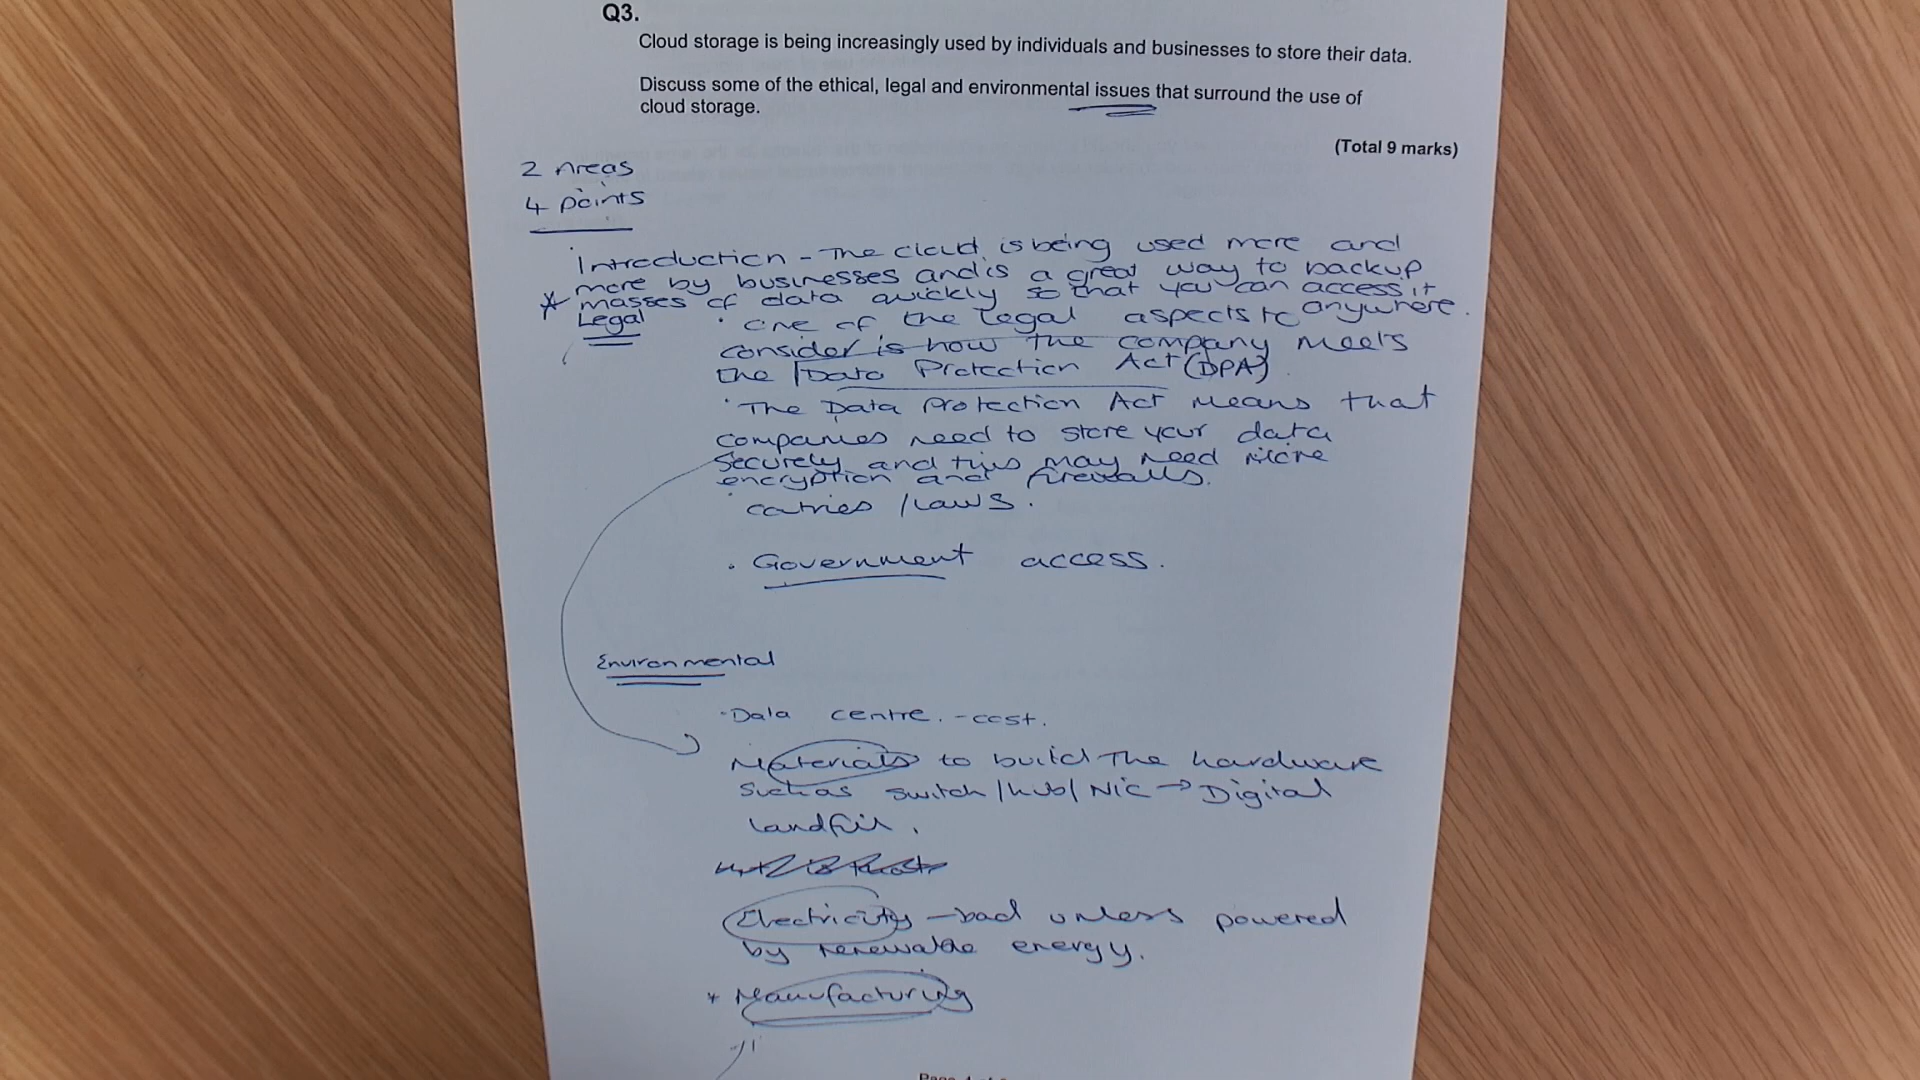 Q3.
Cloud storage is being increasingly used by individuals and businesses to store their data.
Discuss some of the ethical, legal and environmental issues that surround the use of
cloud storage.
(Total 9 marks)
2 Areas
4 points
Introduction - The cloud is being used more and
more by businesses and is a great way to backup
* masses of data quickly so that you can access it
anywhere.
Legal
· one of the legal aspects to
consider is how the company meets
the Data Protection Act (DPA)
· The Data Protection Act means that
companies need to store your data
securely and this may need more
encryption and firewalls.
· contries / Laws.
· Government access.
Environmental
· Data centre. - cost.
Materials to build The hardware
Such as switch / hub / NIC → Digital
Landfill.
Electricity - bad unless powered
by renewable energy.
* Manufacturing